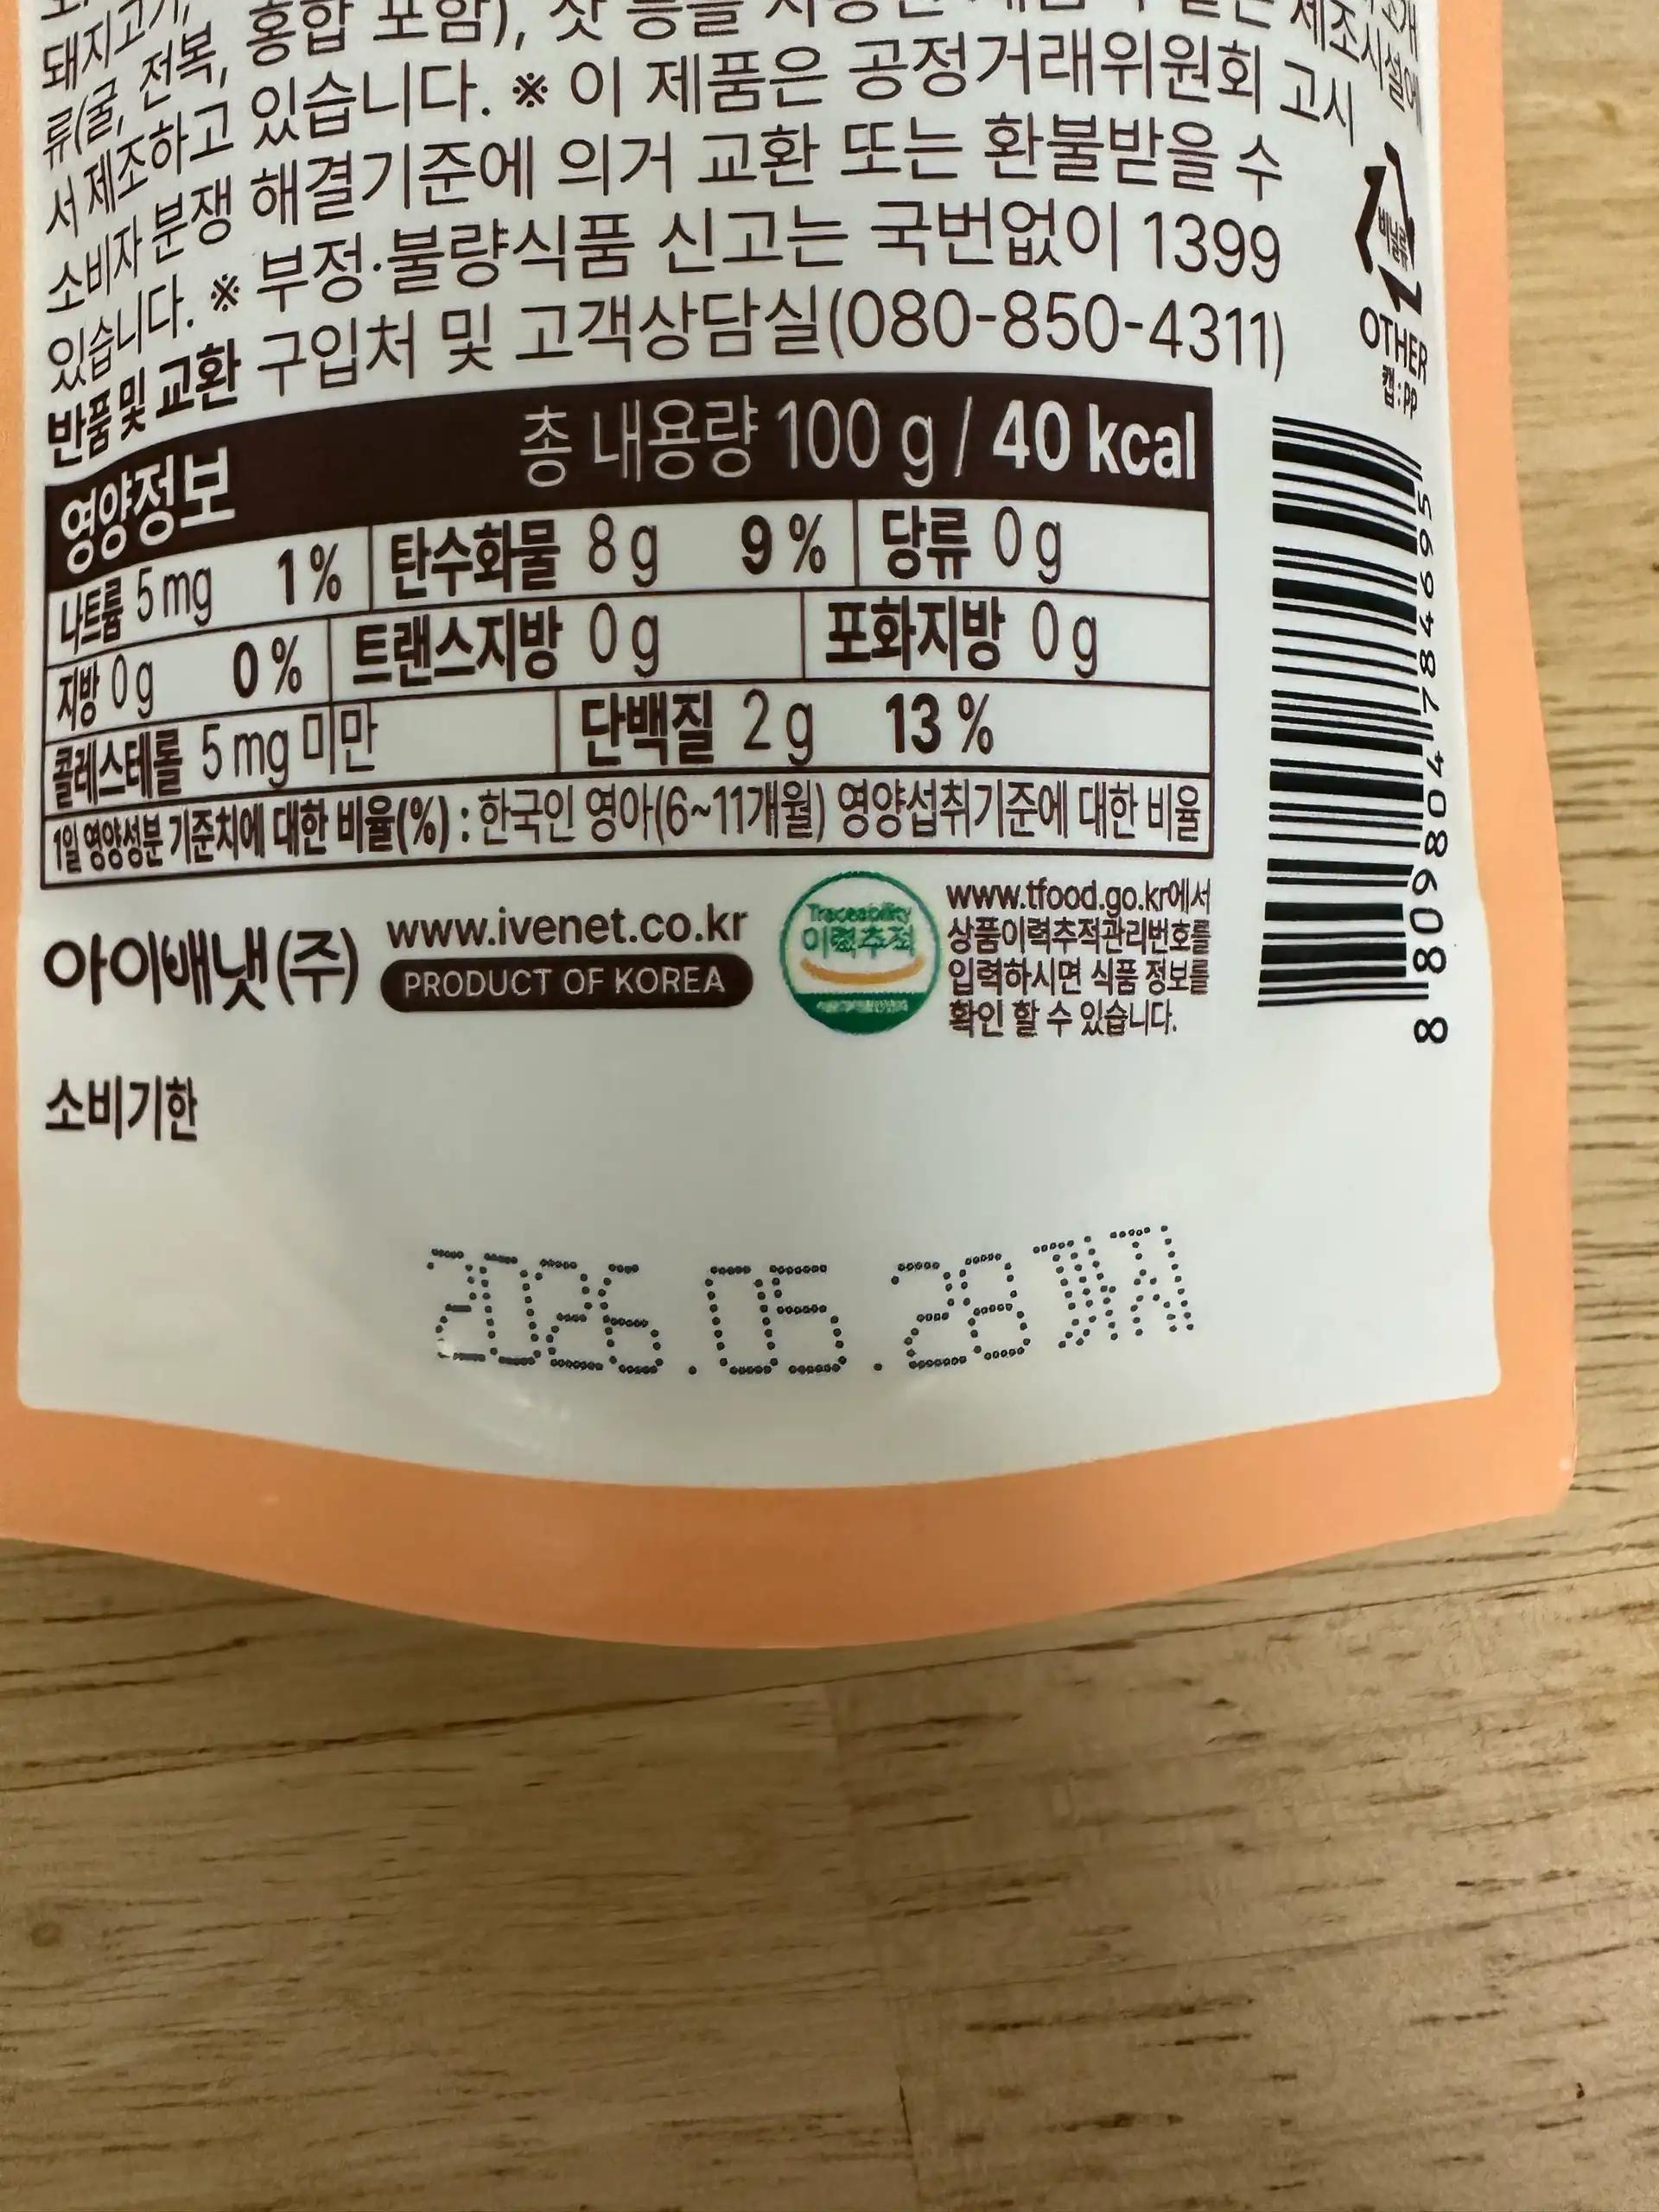 돼지고기,
류(굴, 전복, 홍합 포함), 잣 등을
서 제조하고 있습니다. ※ 이 제품은 공정거래위원회 고시
소비자 분쟁 해결기준에 의거 교환 또는 환불받을 수
있습니다. ※ 부정·불량식품 신고는 국번없이 1399
반품 및 교환 구입처 및 고객상담실(080-850-4311)
제조시설
비닐류
OTHER
캡:PP
영양정보 총 내용량 100 g / 40 kcal
나트륨 5 mg 1 % 탄수화물 8 g 9 % 당류 0 g
지방 0 g 0 % 트랜스지방 0 g 포화지방 0 g
콜레스테롤 5 mg 미만 단백질 2 g 13 %
1일 영양성분 기준치에 대한 비율(%) : 한국인 영아(6~11개월) 영양섭취기준에 대한 비율
아이배냇(주)
www.ivenet.co.kr
PRODUCT OF KOREA
Traceability
이력추적
www.tfood.go.kr에서
상품이력추적관리번호를
입력하시면 식품 정보를
확인 할 수 있습니다.
소비기한
2026.05.28